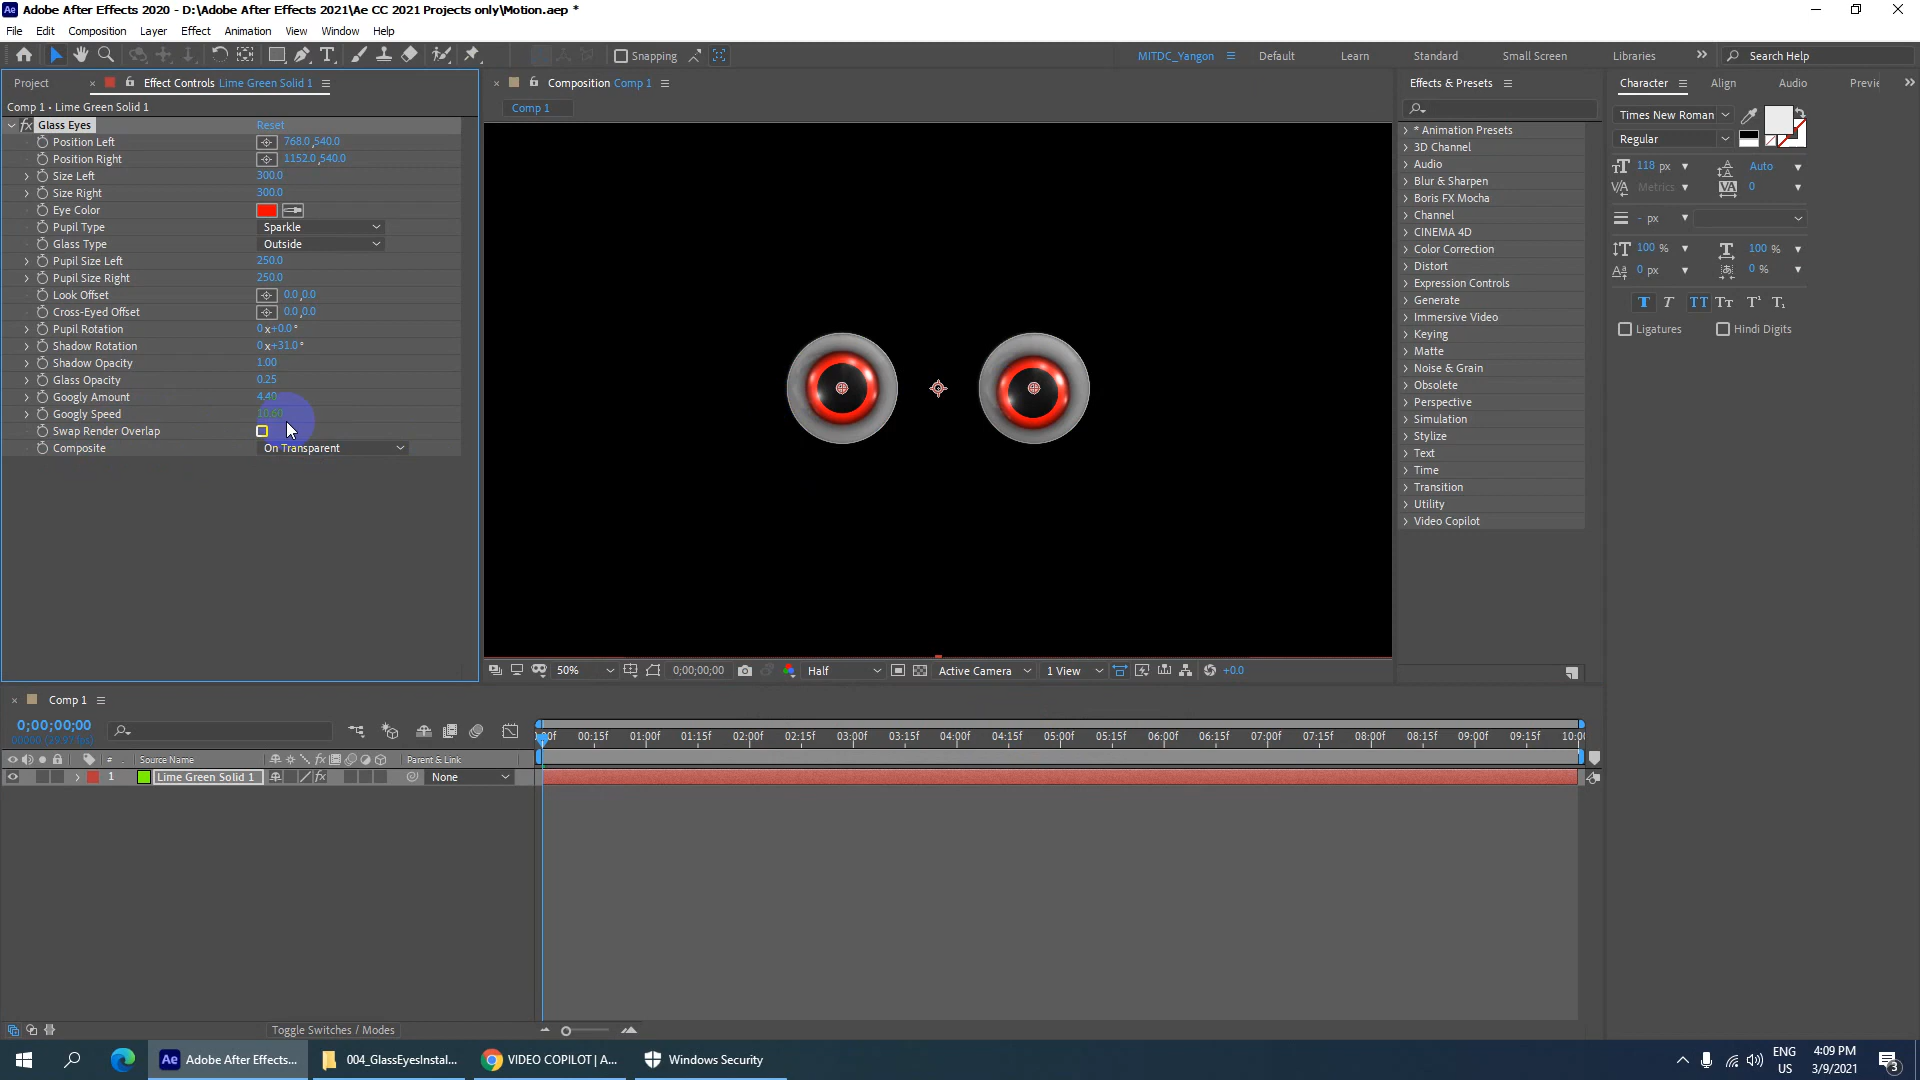 Adobe After Effects 2020 - D:\Adobe After Effects 2021\Ae CC 2021 Projects only\Motion.aep *
File Edit Composition Layer Effect Animation View Window Help
Snapping
MITDC_Yangon Default Learn Standard Small Screen Libraries Search Help
Project Effect Controls Lime Green Solid 1
Comp 1 • Lime Green Solid 1
fx Glass Eyes Reset
Position Left 768.0,540.0
Position Right 1152.0,540.0
Size Left 300.0
Size Right 300.0
Eye Color
Pupil Type Sparkle
Glass Type Outside
Pupil Size Left 250.0
Pupil Size Right 250.0
Look Offset 0.0,0.0
Cross-Eyed Offset 0.0,0.0
Pupil Rotation 0x+0.0°
Shadow Rotation 0x+31.0°
Shadow Opacity 1.00
Glass Opacity 0.25
Googly Amount 4.40
Googly Speed 10.60
Swap Render Overlap
Composite On Transparent
Composition Comp 1
Comp 1
50% 0;00;00;00 Half Active Camera 1 View +0.0
Effects & Presets
* Animation Presets
3D Channel
Audio
Blur & Sharpen
Boris FX Mocha
Channel
CINEMA 4D
Color Correction
Distort
Expression Controls
Generate
Immersive Video
Keying
Matte
Noise & Grain
Obsolete
Perspective
Simulation
Stylize
Text
Time
Transition
Utility
Video Copilot
Character Align Audio Previ
Times New Roman
Regular
118 px Auto
Metrics 0
- px
100 % 100 %
0 px 0 %
T T TT Tт T¹ T₁
Ligatures Hindi Digits
Comp 1
0;00;00;00
00000 (29.97 fps)
# Source Name Parent & Link
1 Lime Green Solid 1 None
:00f 00:15f 01:00f 01:15f 02:00f 02:15f 03:00f 03:15f 04:00f 04:15f 05:00f 05:15f 06:00f 06:15f 07:00f 07:15f 08:00f 08:15f 09:00f 09:15f 10:00
Toggle Switches / Modes
Adobe After Effects... 004_GlassEyesInstal... VIDEO COPILOT | A... Windows Security
ENG
US
4:09 PM
3/9/2021
3